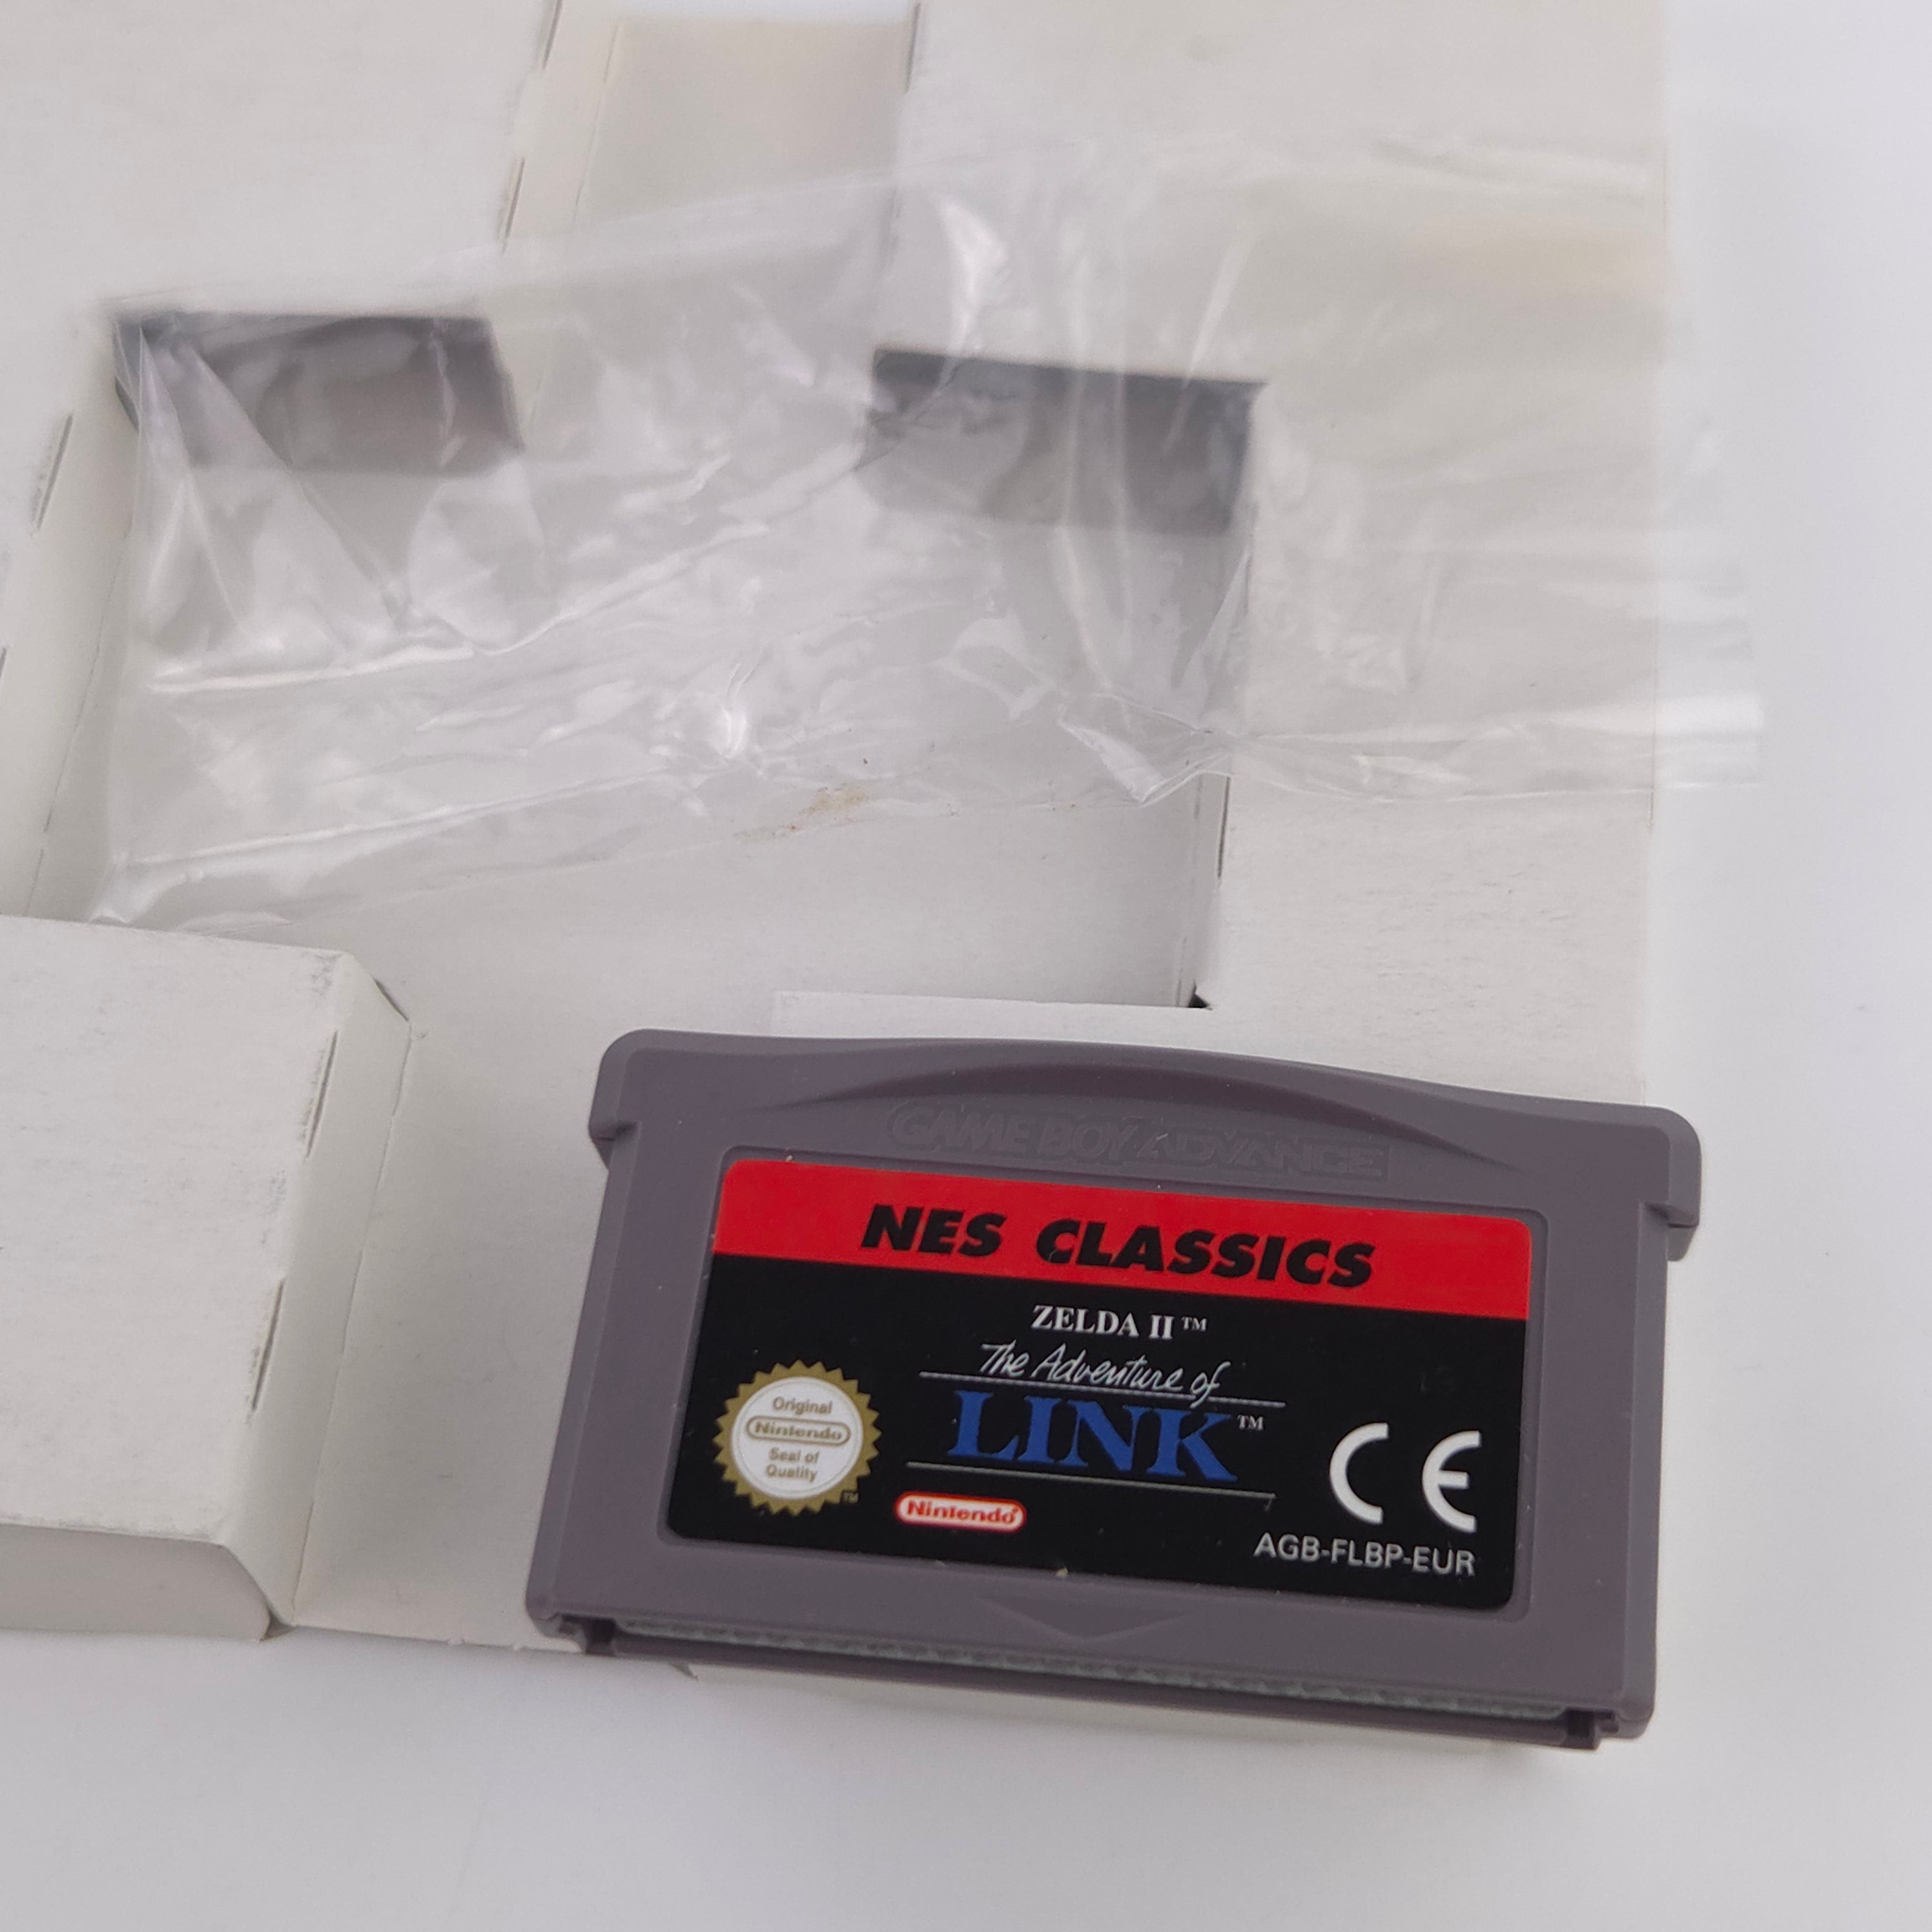 GAME BOY ADVANCE
NES CLASSICS
ZELDA II™
The Adventure of
LINK™
Original
Nintendo
Seal of
Quality
TM
Nintendo®
CE
AGB-FLBP-EUR